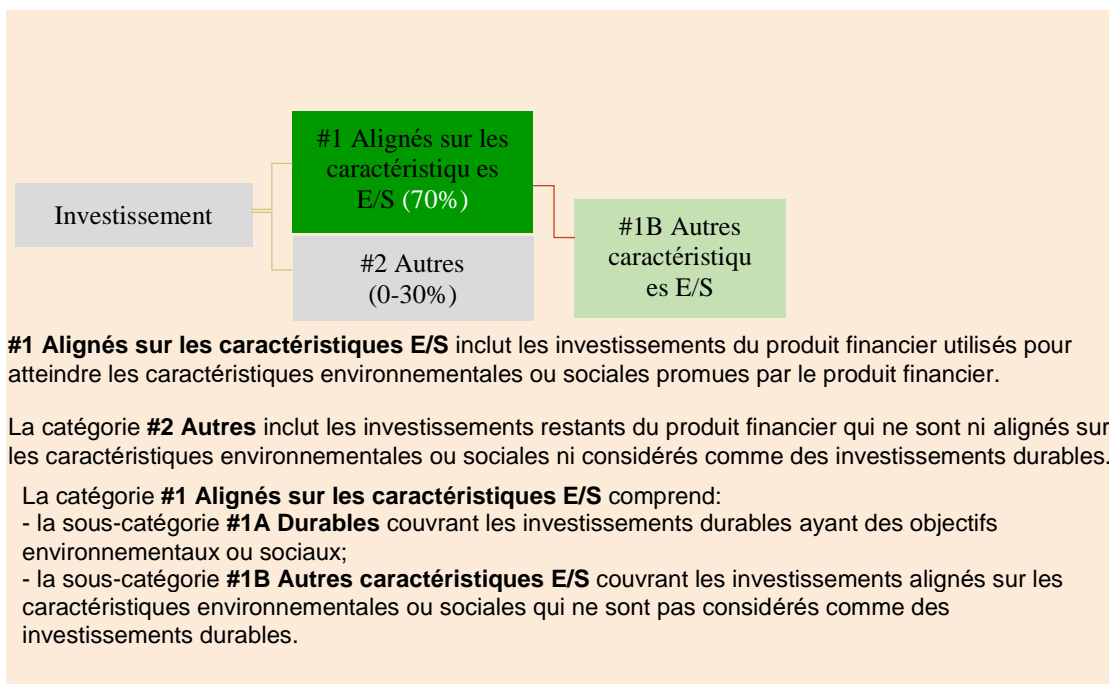 #1 Alignés sur les
caractéristiqu es
E/S (70%)
Investissement
#2 Autres
(0-30%)
#1B Autres
caractéristiqu
es E/S
#1 Alignés sur les caractéristiques E/S inclut les investissements du produit financier utilisés pour
atteindre les caractéristiques environnementales ou sociales promues par le produit financier.
La catégorie #2 Autres inclut les investissements restants du produit financier qui ne sont ni alignés sur
les caractéristiques environnementales ou sociales ni considérés comme des investissements durables.
La catégorie #1 Alignés sur les caractéristiques E/S comprend:
- la sous-catégorie #1A Durables couvrant les investissements durables ayant des objectifs
environnementaux ou sociaux;
- la sous-catégorie #1B Autres caractéristiques E/S couvrant les investissements alignés sur les
caractéristiques environnementales ou sociales qui ne sont pas considérés comme des
investissements durables.